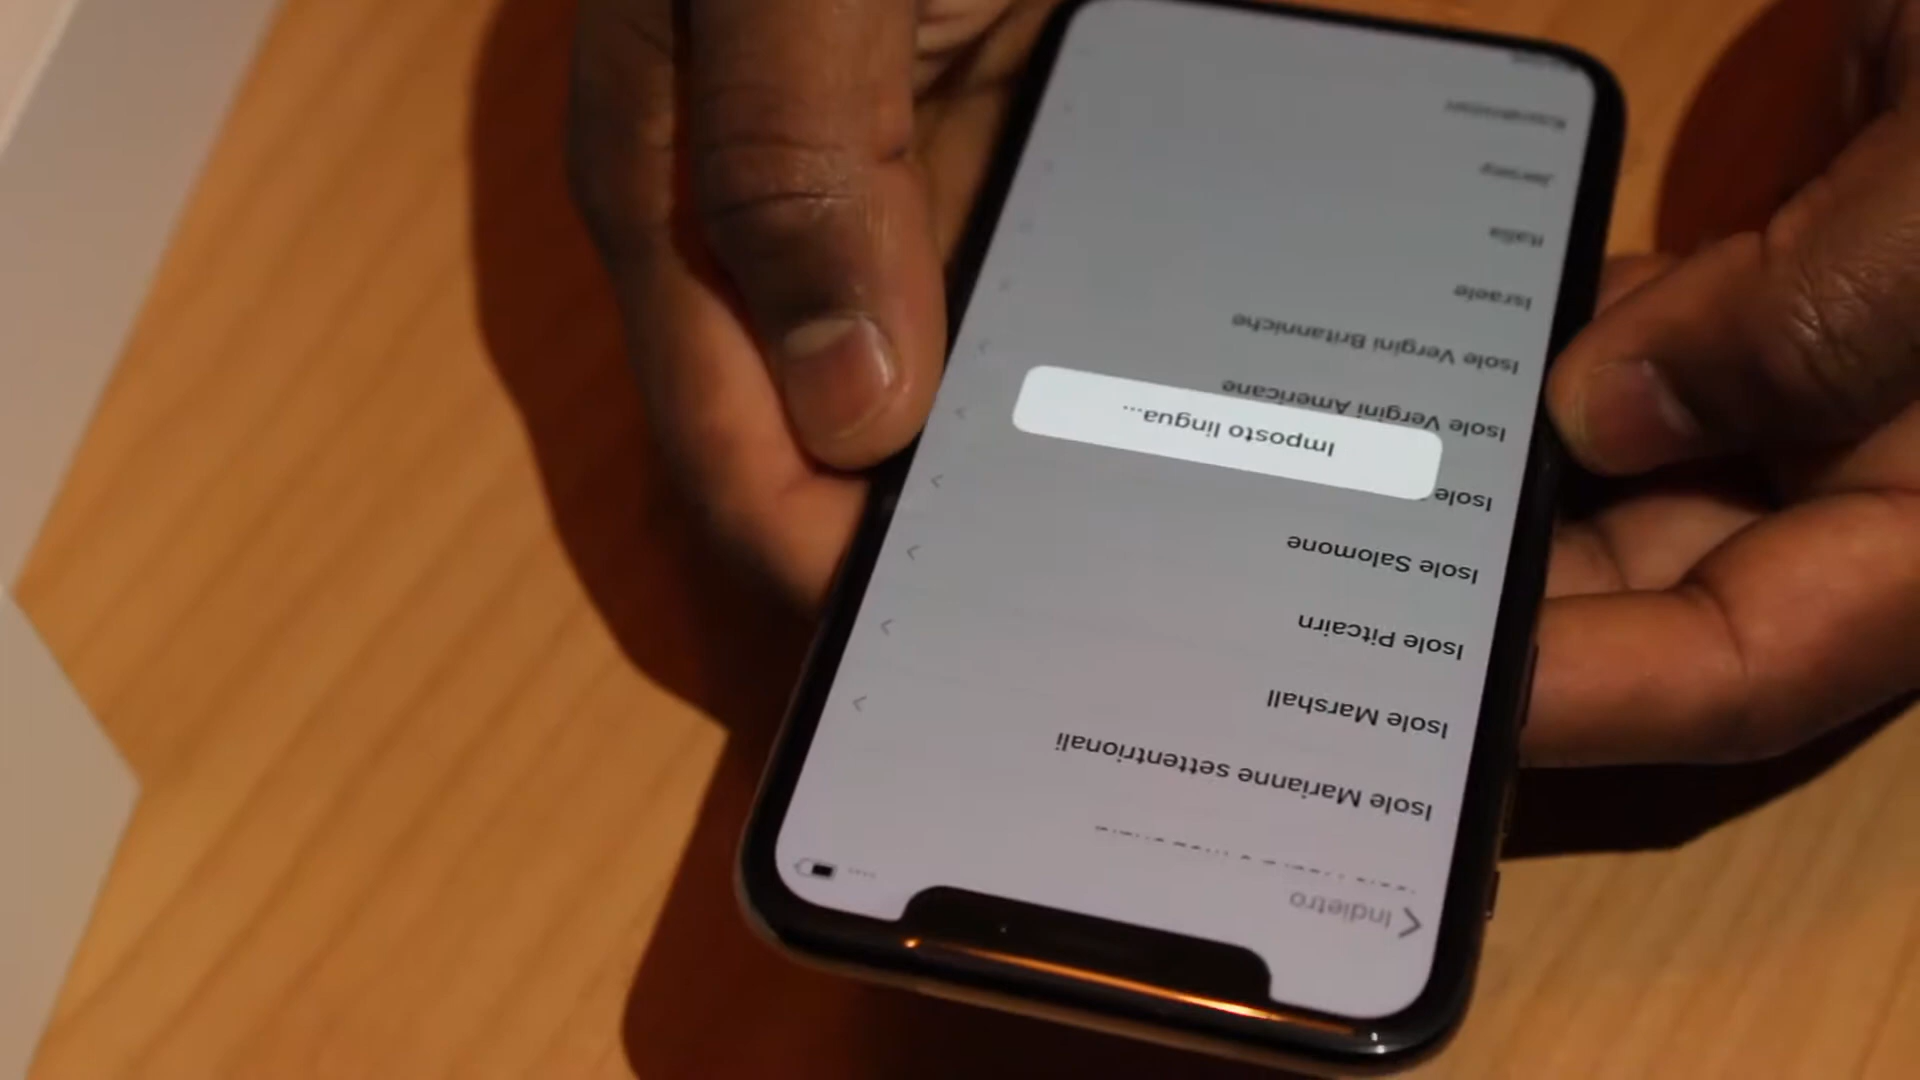 Indietro
Isole Marianne settentrionali
Isole Marshall
Isole Pitcairn
Isole Salomone
Isole
Imposto lingua...
Isole Vergini Americane
Isole Vergini Britanniche
Israele
Italia
Jersey